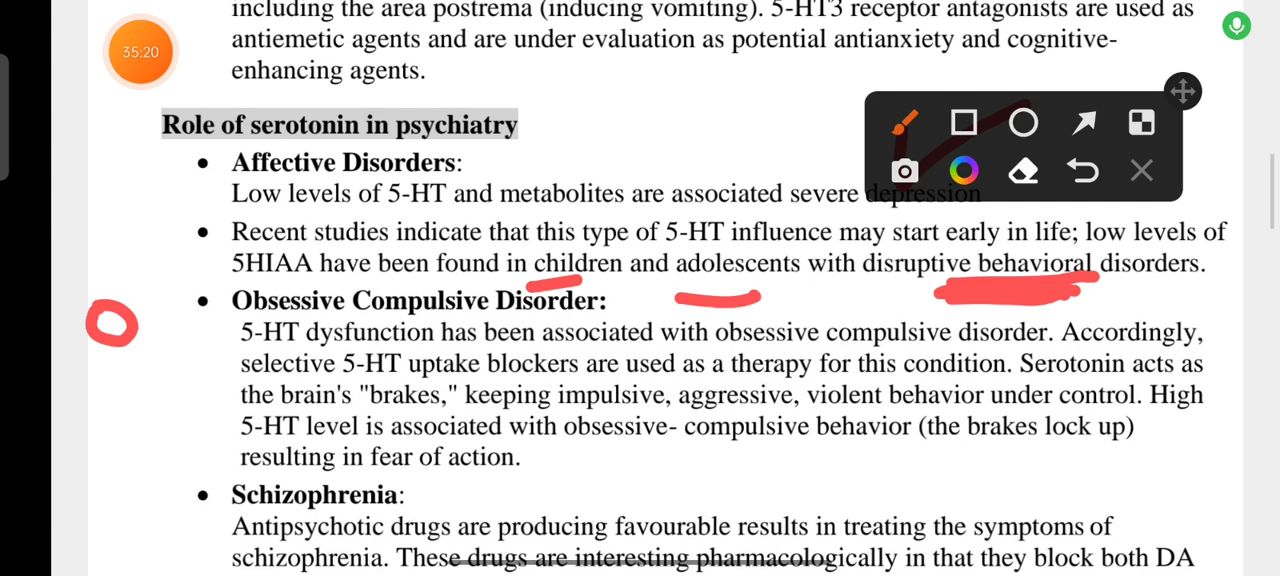 including the area postrema (inducing vomiting). 5-HT3 receptor antagonists are used as
35:20
antiemetic agents and are under evaluation as potential antianxiety and cognitive-
enhancing agents.
Role of serotonin in psychiatry
• Affective Disorders:
Low levels of 5-HT and metabolites are associated severe depression
• Recent studies indicate that this type of 5-HT influence may start early in life; low levels of
5HIAA have been found in children and adolescents with disruptive behavioral disorders.
• Obsessive Compulsive Disorder:
5-HT dysfunction has been associated with obsessive compulsive disorder. Accordingly,
selective 5-HT uptake blockers are used as a therapy for this condition. Serotonin acts as
the brain's "brakes," keeping impulsive, aggressive, violent behavior under control. High
5-HT level is associated with obsessive- compulsive behavior (the brakes lock up)
resulting in fear of action.
• Schizophrenia:
Antipsychotic drugs are producing favourable results in treating the symptoms of
schizophrenia. These drugs are interesting pharmacologically in that they block both DA